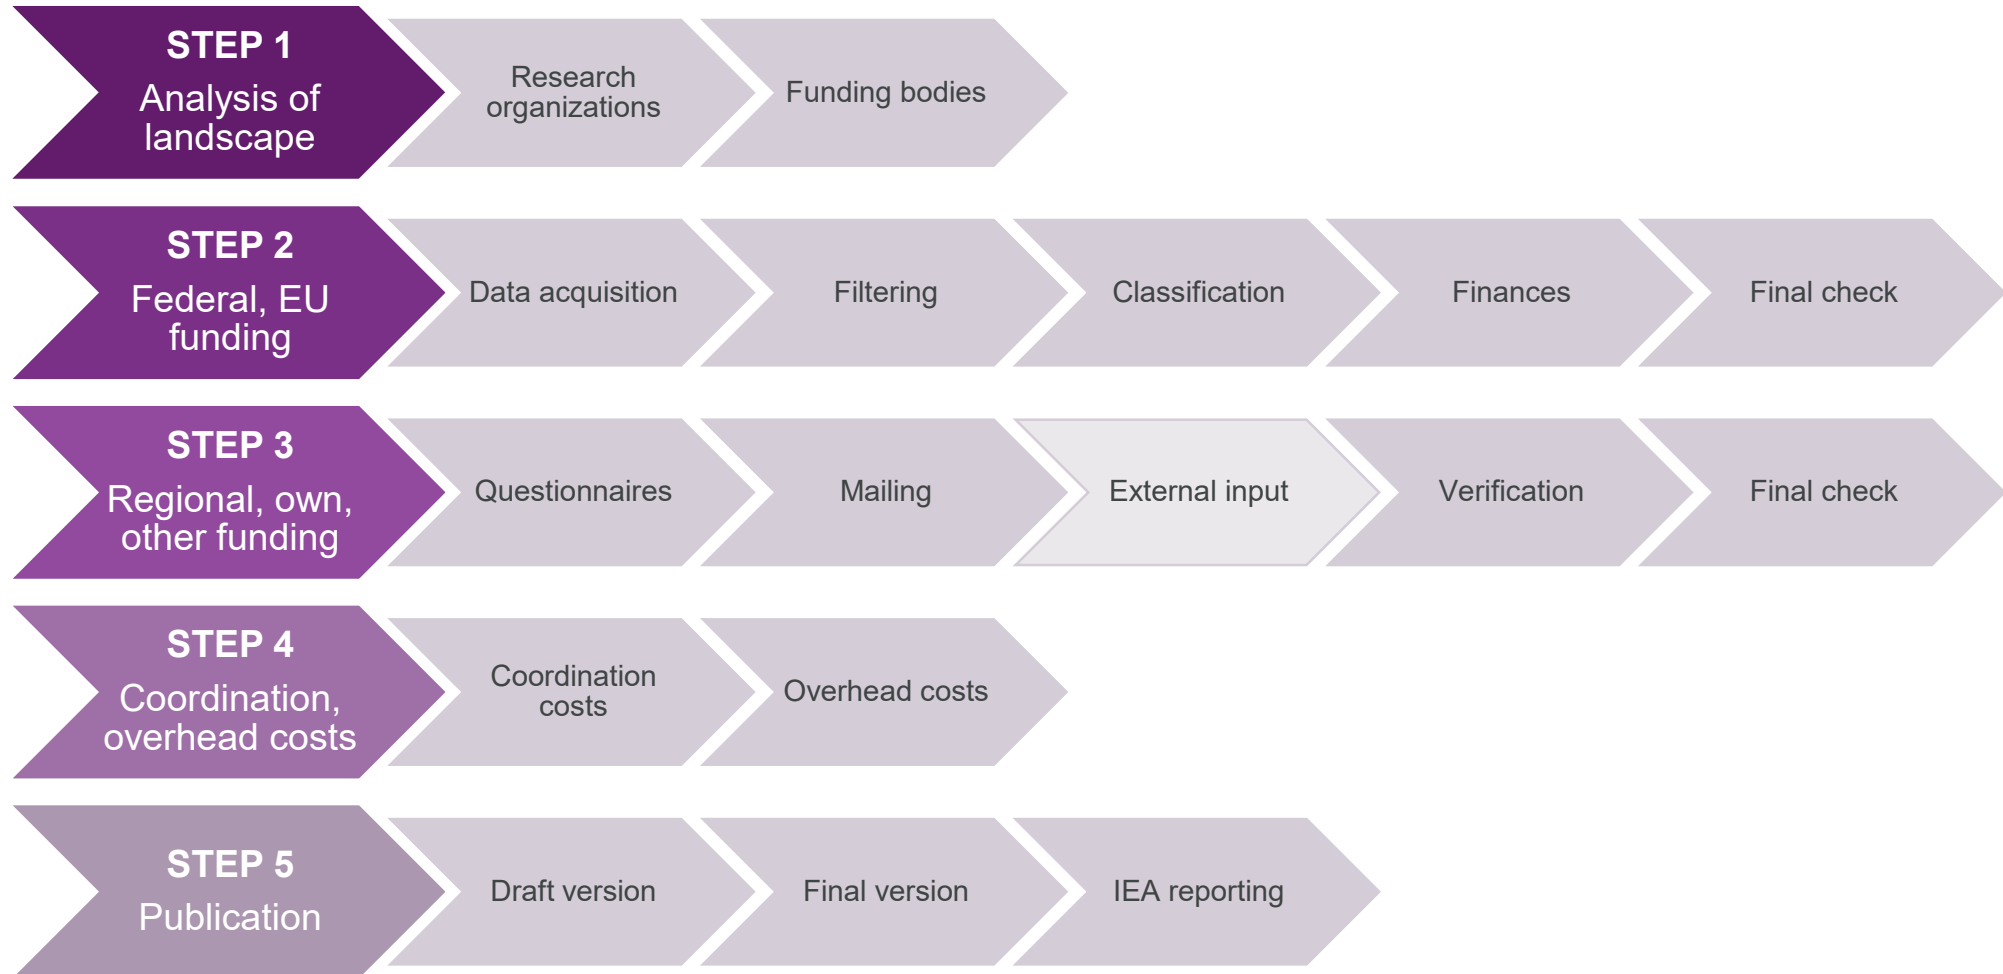 STEP 1
Analysis of
landscape
Research
organizations
Funding bodies
STEP 2
Federal, EU
funding
Data acquisition
Filtering
Classification
Finances
Final check
STEP 3
Regional, own,
other funding
Questionnaires
Mailing
External input
Verification
Final check
STEP 4
Coordination,
overhead costs
Coordination
costs
Overhead costs
STEP 5
Publication
Draft version
Final version
IEA reporting